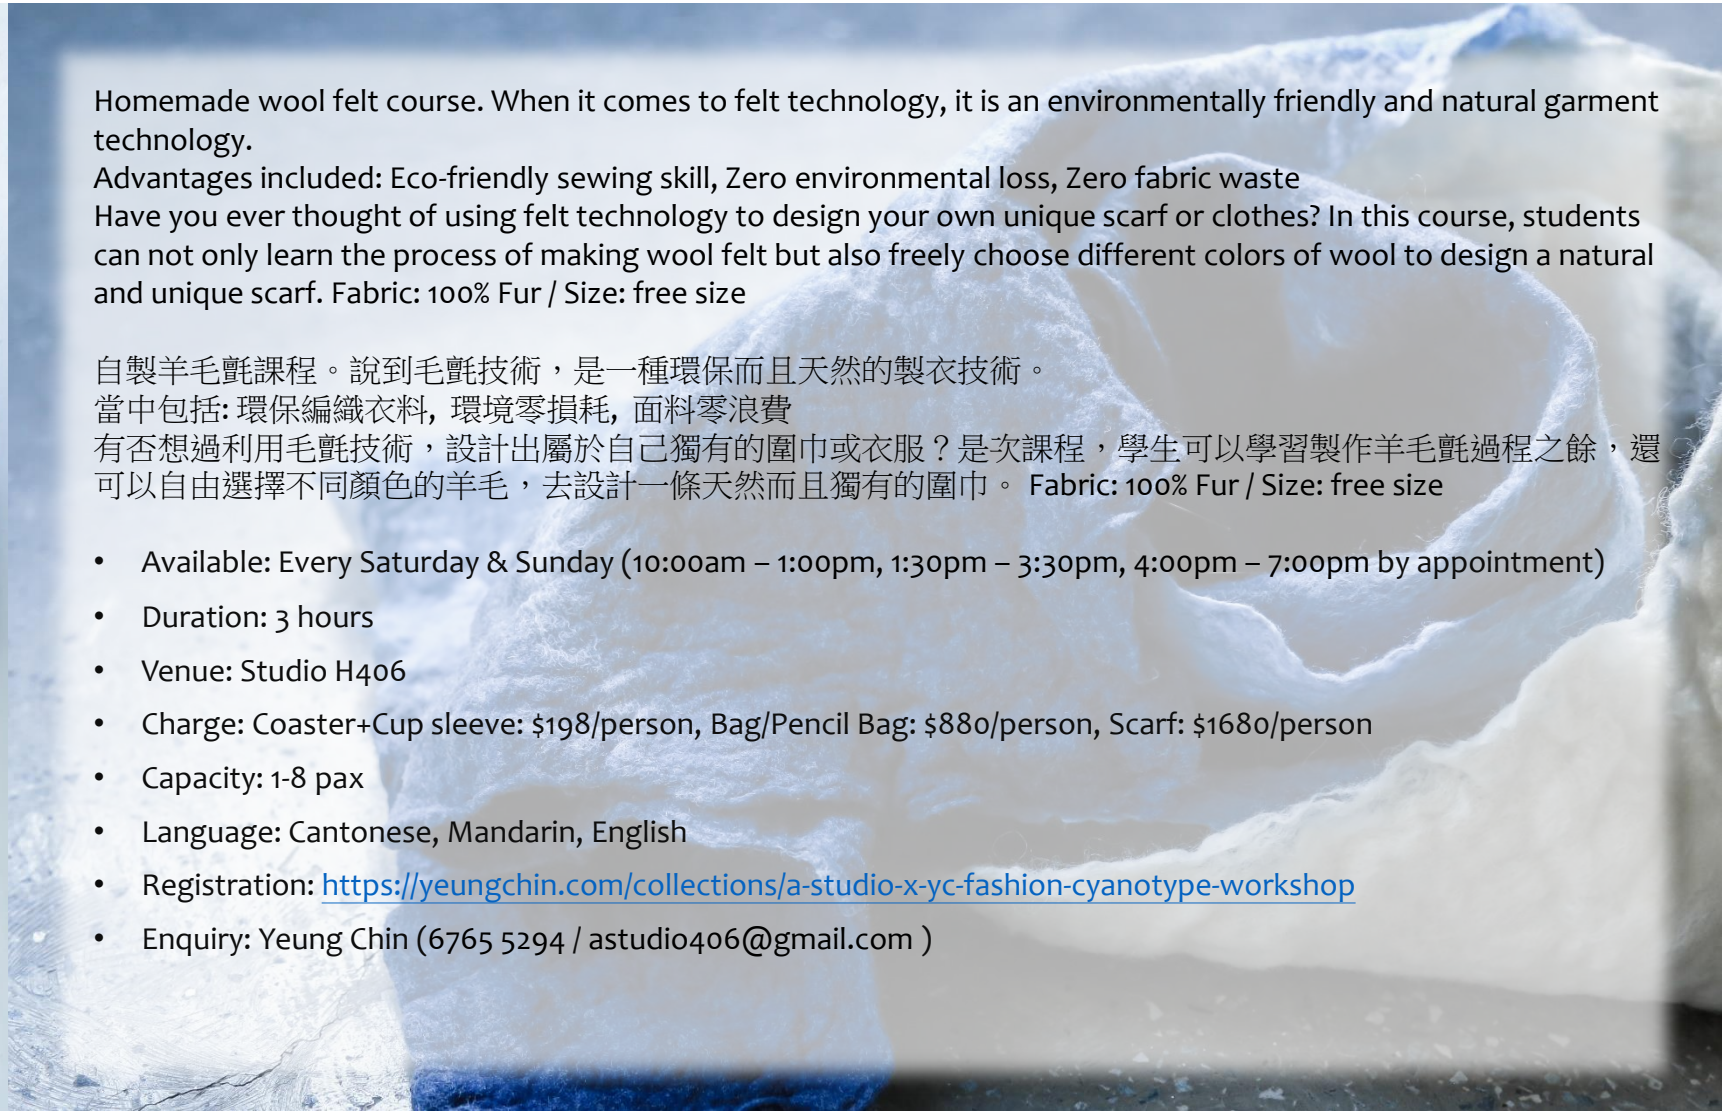 Homemade wool felt course. When it comes to felt technology, it is an environmentally friendly and natural garment
technology.
Advantages included: Eco-friendly sewing skill, Zero environmental loss, Zero fabric waste
Have you ever thought of using felt technology to design your own unique scarf or clothes? In this course, students
can not only learn the process of making wool felt but also freely choose different colors of wool to design a natural
and unique scarf. Fabric: 100% Fur / Size: free size
自製羊毛氈課程。說到毛氈技術，是一種環保而且天然的製衣技術。
當中包括: 環保編織衣料, 環境零損耗, 面料零浪費
有否想過利用毛氈技術，設計出屬於自己獨有的圍巾或衣服？是次課程，學生可以學習製作羊毛氈過程之餘，還
可以自由選擇不同顏色的羊毛，去設計一條天然而且獨有的圍巾。 Fabric: 100% Fur / Size: free size
• Available: Every Saturday & Sunday (10:00am – 1:00pm, 1:30pm – 3:30pm, 4:00pm – 7:00pm by appointment)
• Duration: 3 hours
• Venue: Studio H406
• Charge: Coaster+Cup sleeve: $198/person, Bag/Pencil Bag: $880/person, Scarf: $1680/person
• Capacity: 1-8 pax
• Language: Cantonese, Mandarin, English
• Registration: https://yeungchin.com/collections/a-studio-x-yc-fashion-cyanotype-workshop
• Enquiry: Yeung Chin (6765 5294 / astudio406@gmail.com )